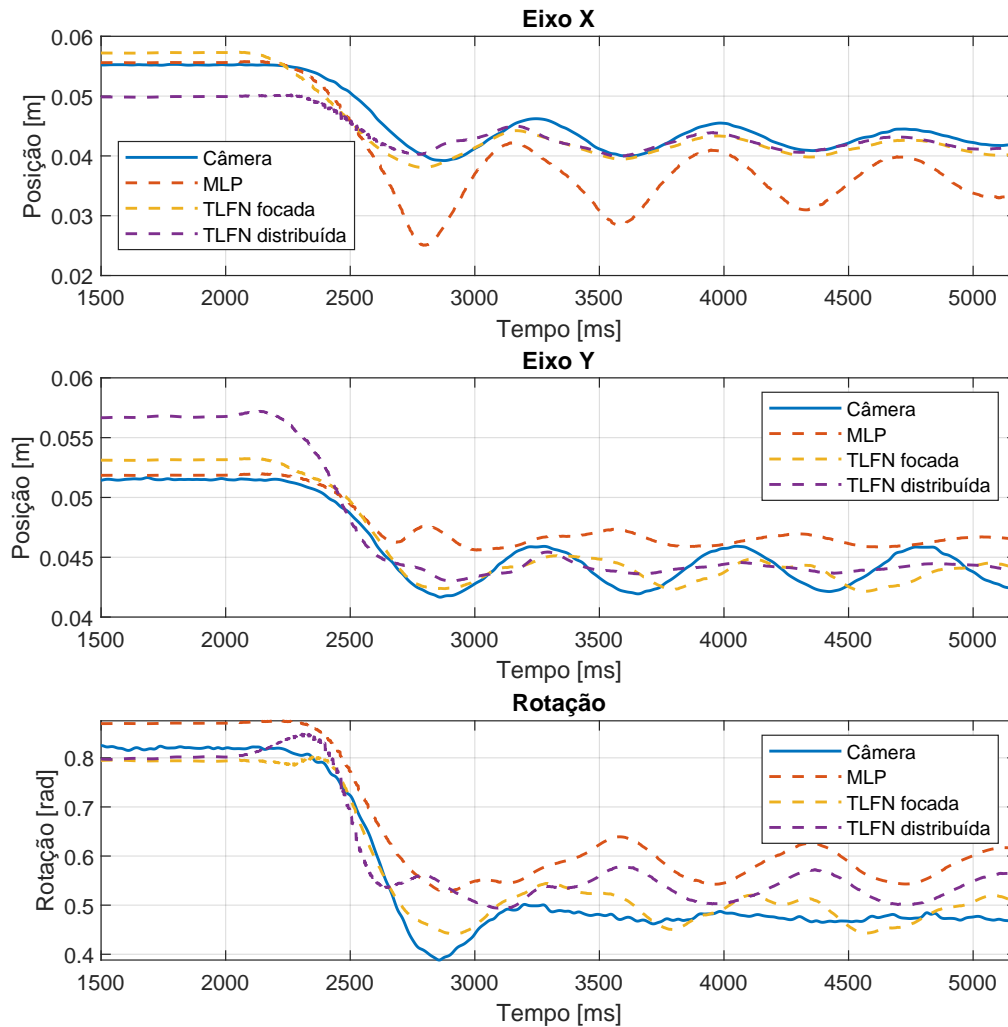 Eixo X
0.06
0.05
0.04
0.03
0.02
Posição [m]
Câmera
MLP
TLFN focada
TLFN distribuída
1500 2000 2500 3000 3500 4000 4500 5000
Tempo [ms]
Eixo Y
0.06
0.055
0.05
0.045
0.04
Posição [m]
Câmera
MLP
TLFN focada
TLFN distribuída
1500 2000 2500 3000 3500 4000 4500 5000
Tempo [ms]
Rotação
0.8
0.7
0.6
0.5
0.4
Rotação [rad]
Câmera
MLP
TLFN focada
TLFN distribuída
1500 2000 2500 3000 3500 4000 4500 5000
Tempo [ms]